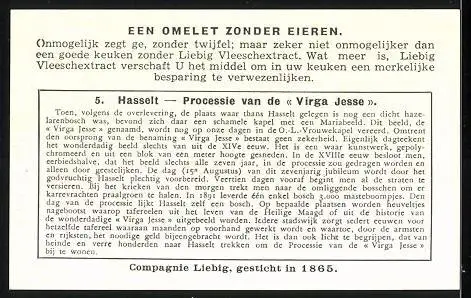 EEN OMELET ZONDER EIEREN.
Onmogelijk zegt ge, zonder twijfel; maar zeker niet onmogelijker dan
een goede keuken zonder Liebig Vleeschextract. Wat meer is, Liebig
Vleeschextract verschaft U het middel om in uw keuken een merkelijke
besparing te verwezenlijken.
5. Hasselt — Processie van de « Virga Jesse ».
Toen, volgens de overlevering, de plaats waar thans Hasselt gelegen is nog een dicht haze-
larenbosch was, bevond zich daar een schamele kapel met een Mariabeeld. Dit beeld, de
« Virga Jesse » genaamd, wordt nog op onze dagen in de O.-L.-Vrouwekapel vereerd. Omtrent
den oorsprong van de benaming « Virga Jesse » bestaat geen zekerheid. Eigenlijk dagteekent
het wonderdadig beeld slechts van uit de XIVe eeuw. Het is een waar kunstwerk, gepoly-
chromeerd en uit een blok van een meter hoogte gesneden. In de XVIIIe eeuw besloot men,
eerbiedshalve, dat het beeld slechts alle zeven jaar, in de processie zou gedragen worden en
alleen door geestelijken. De dag (15e Augustus) van dit zevenjarig jubileum wordt door het
godvruchtig Hasselt plechtig voorbereid. Veertien dagen vooraf begint men al de straten te
versieren. Bij het krieken van den morgen trekt men naar de omliggende bosschen om er
karrevrachten praalgroen te halen. In 1891 leverde één enkel bosch 3.000 masteboompjes. Den
dag van de processie lijkt Hasselt zelf een bosch. Op bepaalde plaatsen worden heuveltjes
nagebootst waarop tafereelen uit het leven van de Heilige Maagd of uit de historie van
de wonderdadige « Virga Jesse » uitgebeeld worden. Iedere stadswijk zorgt sedert eeuwen voor
hetzelfde tafereel waaraan maanden op voorhand gewerkt wordt en waartoe, door de armsten
en rijksten, het noodige geld bijeengebracht wordt. Het is dan ook licht te begrijpen, dat van
heinde en verre honderden naar Hasselt trekken om de Processie van de « Virga Jesse »
bij te wonen.
Compagnie Liebig, gesticht in 1865.